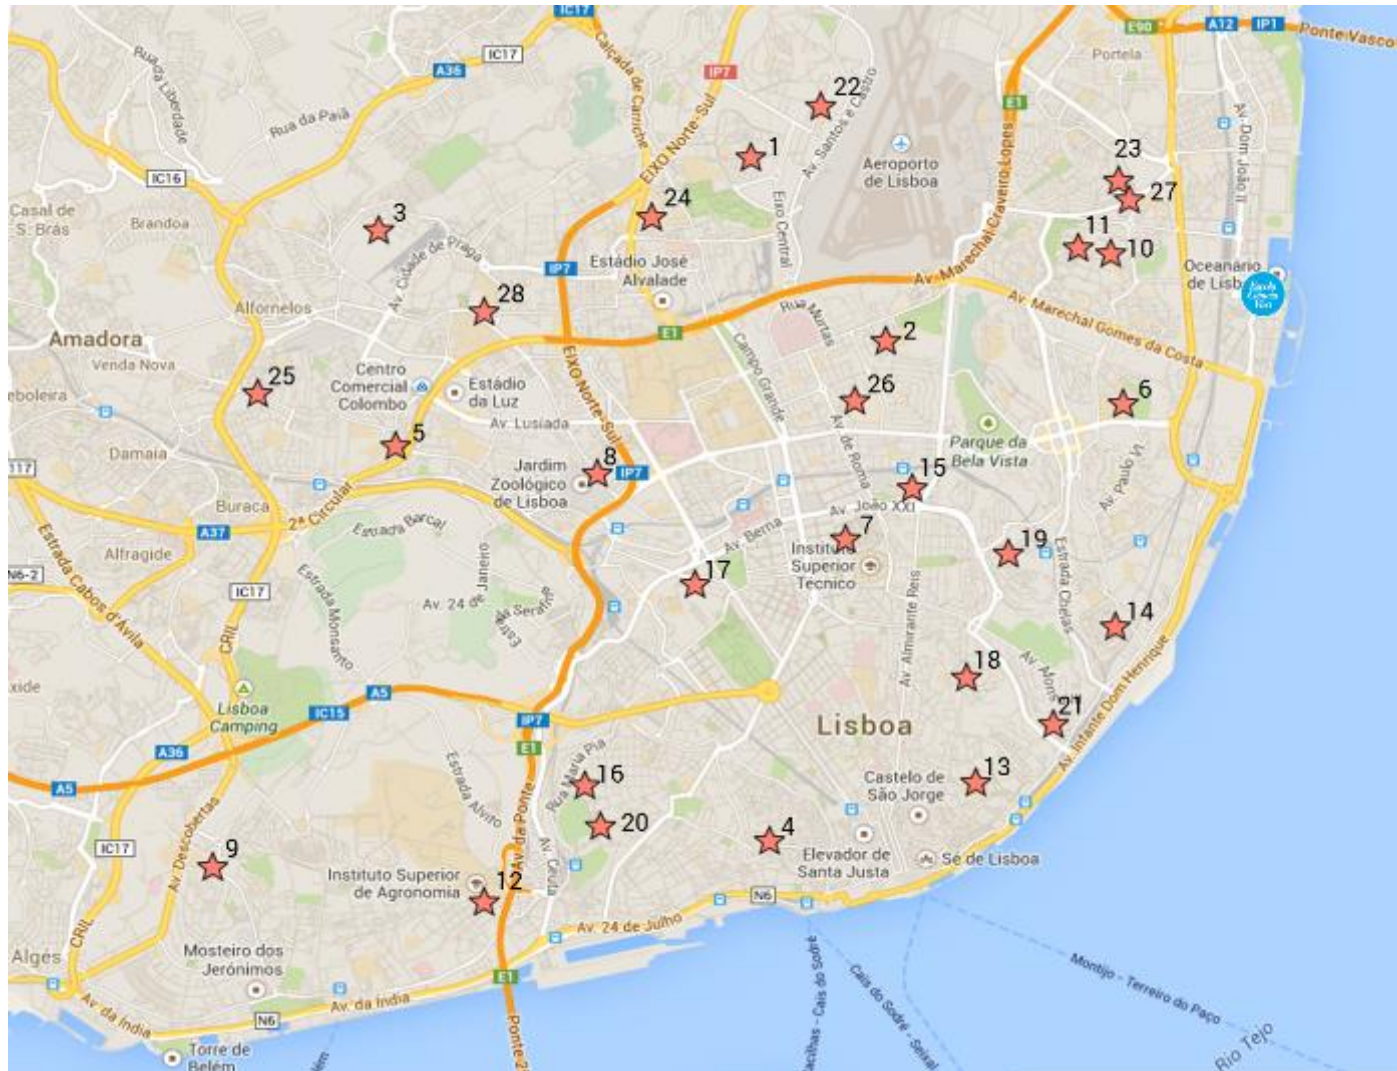 IC17
E90
A12
IP1
Ponte Vasco
Portela
IC17
A36
IP7
Calçada de Carriche
EIXO Norte-Sul
Rua da Liberdade
Rua da Paiã
22
Av. Santos e Castro
E1
Av. Dom João II
1
Aeroporto
de Lisboa
23
27
IC16
Casal de
S. Brás
Brandoa
3
24
Eixo Central
Av. Marechal Craveiro Lopes
11
10
Av. Cidade de Praga
IP7
Estádio José
Alvalade
Oceanário
de Lisb
Alfornelos
28
Rua Murtas
Av. Marechal Gomes da Costa
Amadora
Venda Nova
E1
2
Campo Grande
Centro
Comercial
Colombo
Estádio
da Luz
EIXO Norte-Sul
25
eboleira
26
6
Av. Lusíada
5
Av. de Roma
Parque da
Bela Vista
Damaia
117
Jardim
Zoológico
de Lisboa
8
IP7
15
Av. Paulo VI
Buraca
2ª Circular
Estrada Barcal
Av. João XXI
A37
Alfragide
Av. Berna
7
Instituto
Superior
Técnico
19
Estrada Chelas
N6-2
Estrada Cabos d'Ávila
IC17
Estrada Monsanto
Av. 24 de Janeiro
17
14
CRIL
Av. Almirante Reis
18
Av. Infante Dom Henrique
A5
IC15
Lisboa
Camping
IP7
E1
Lisboa
21
A36
A5
Estrada Alvito
Rua Maria Pia
16
Castelo de
São Jorge
13
Av. da Ponte
20
4
IC17
Av. Descobertas
9
Av. Ceuta
Elevador de
Santa Justa
Sé de Lisboa
Instituto Superior
de Agronomia
12
N6
CRIL
Av. 24 de Julho
Algés
Mosteiro dos
Jerónimos
E1
Av. da Índia
Av. da Índia
N6
Cais do Sodré - Seixal
Montijo - Terreiro do Paço
Rio Tejo
Torre de
Belém